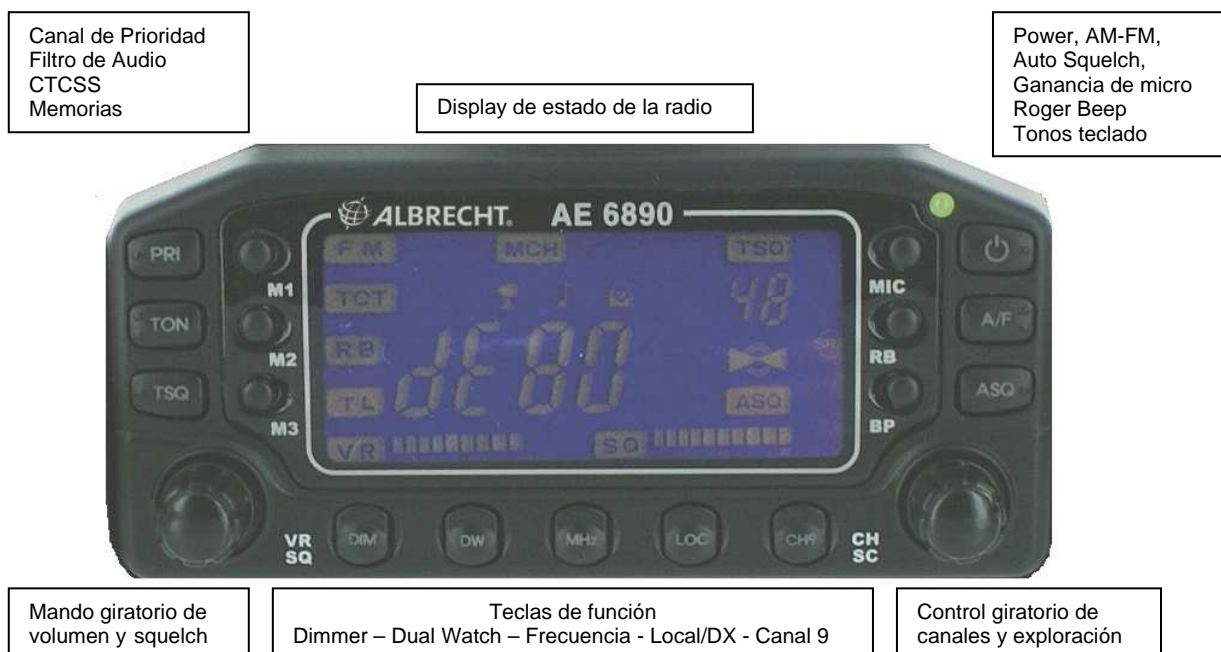 Canal de Prioridad
Filtro de Audio
CTCSS
Memorias
Display de estado de la radio
Power, AM-FM,
Auto Squelch,
Ganancia de micro
Roger Beep
Tonos teclado
ALBRECHT. AE 6890
PRI
TON
TSQ
M1
M2
M3
FM MCH TSQ
TOT 48
RB dE80
TL ASQ
VR SQ
MIC
RB
BP
A/F
ASQ
VR
SQ
DIM DW MHz LOC CH9
CH
SC
Mando giratorio de
volumen y squelch
Teclas de función
Dimmer – Dual Watch – Frecuencia - Local/DX - Canal 9
Control giratorio de
canales y exploración